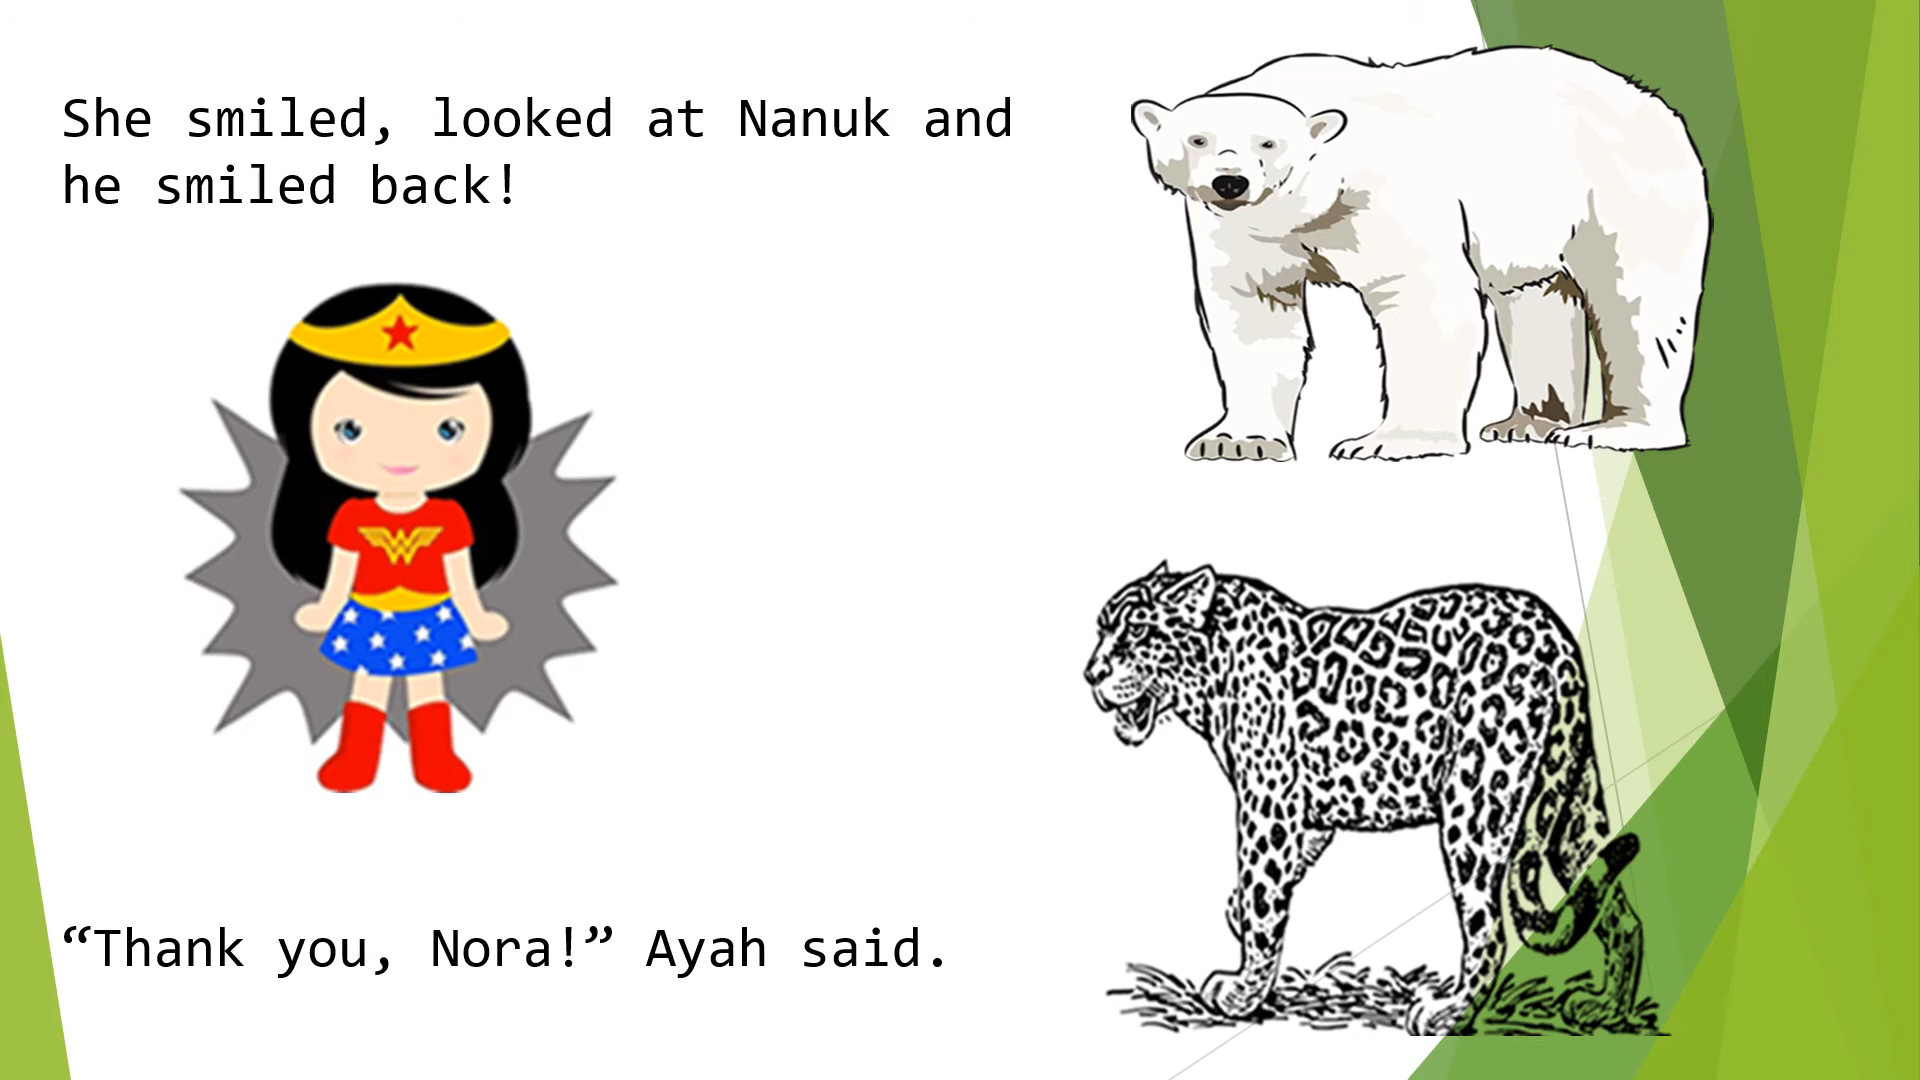 She smiled, looked at Nanuk and
he smiled back!
“Thank you, Nora!” Ayah said.